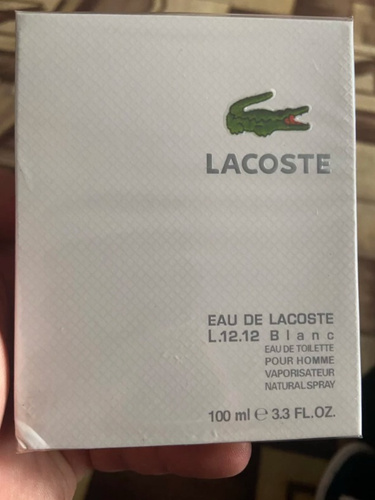 LACOSTE
EAU DE LACOSTE
L.12.12 Blanc
EAU DE TOILETTE
POUR HOMME
VAPORISATEUR
NATURAL SPRAY
100 ml ℮ 3.3 FL.OZ.